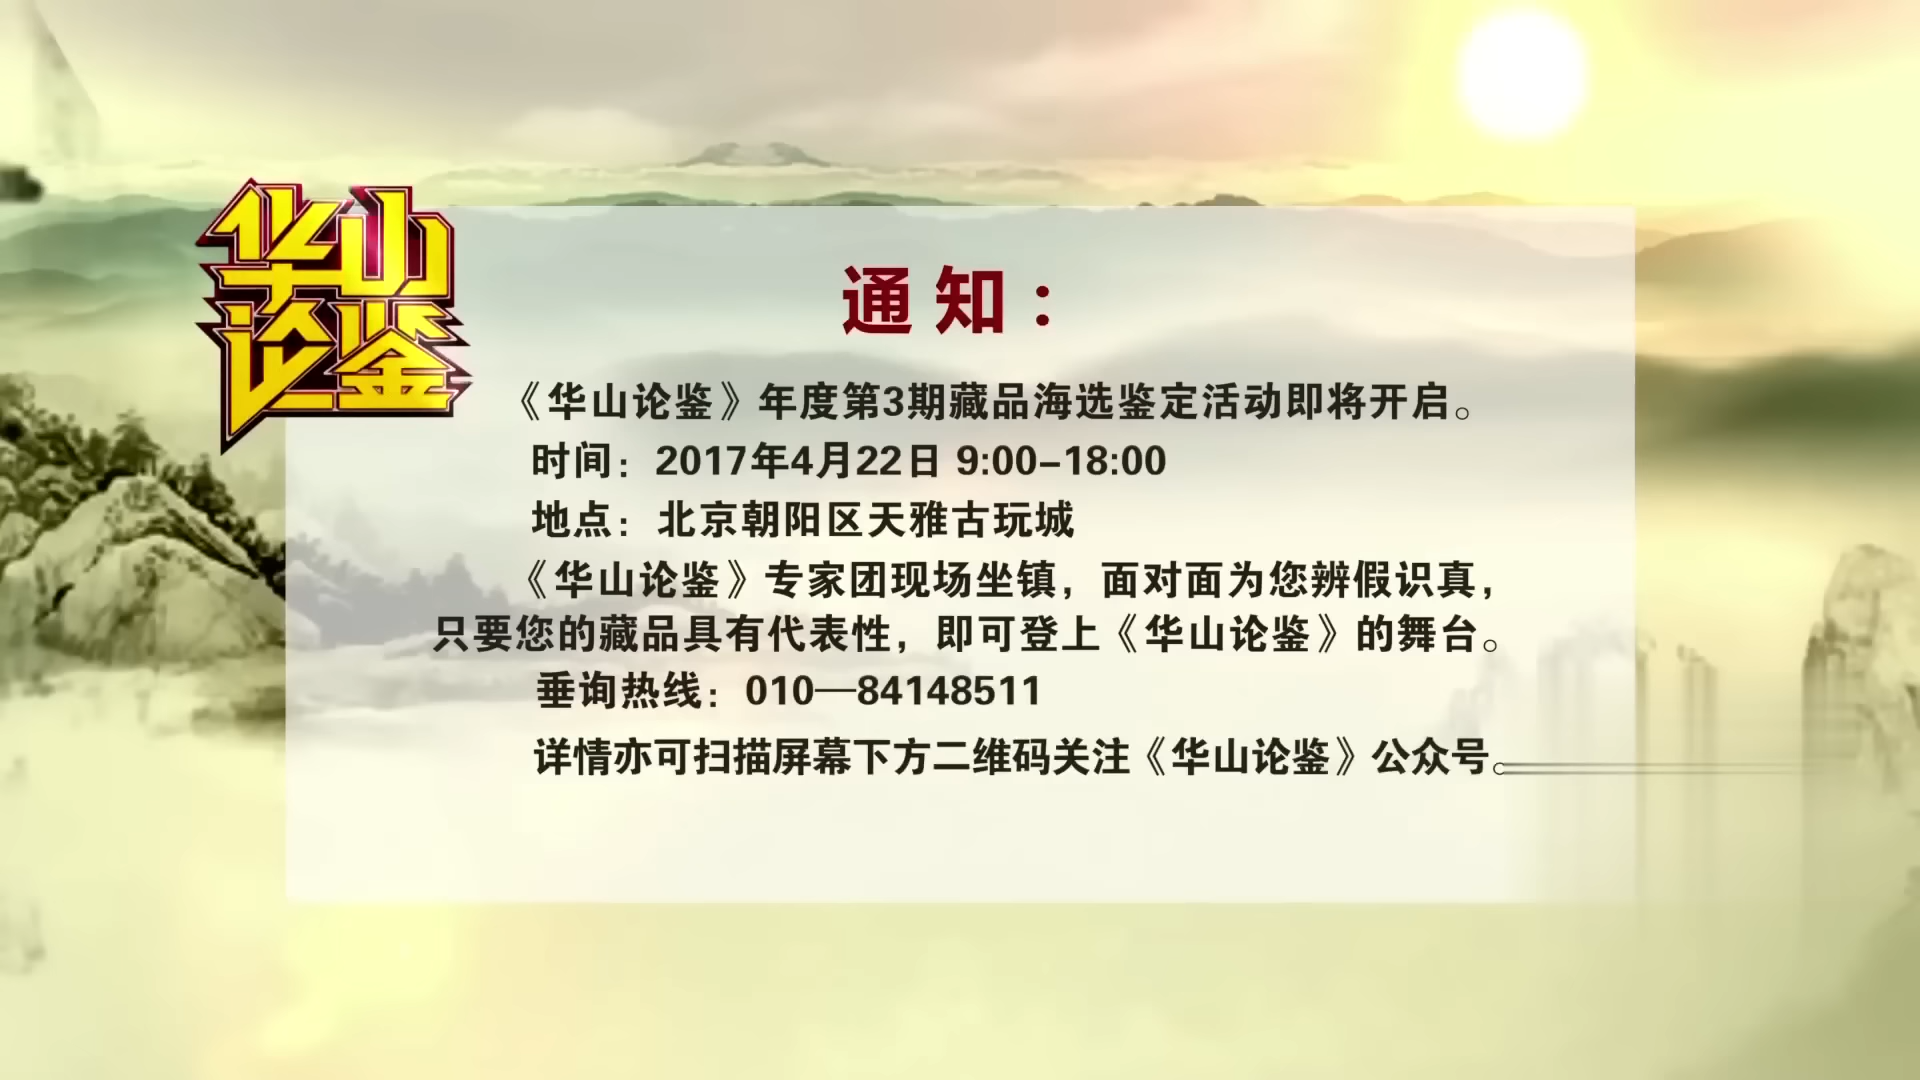 华山
论鉴
通知：
《华山论鉴》年度第3期藏品海选鉴定活动即将开启。
时间：2017年4月22日 9:00-18:00
地点：北京朝阳区天雅古玩城
《华山论鉴》专家团现场坐镇，面对面为您辨假识真，
只要您的藏品具有代表性，即可登上《华山论鉴》的舞台。
垂询热线：010—84148511
详情亦可扫描屏幕下方二维码关注《华山论鉴》公众号。